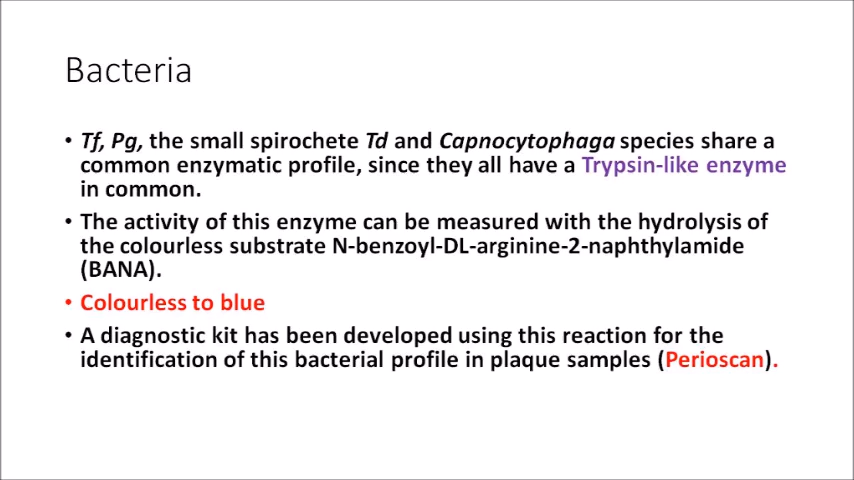 Bacteria
• Tf, Pg, the small spirochete Td and Capnocytophaga species share a
common enzymatic profile, since they all have a Trypsin-like enzyme
in common.
• The activity of this enzyme can be measured with the hydrolysis of
the colourless substrate N-benzoyl-DL-arginine-2-naphthylamide
(BANA).
• Colourless to blue
• A diagnostic kit has been developed using this reaction for the
identification of this bacterial profile in plaque samples (Perioscan).